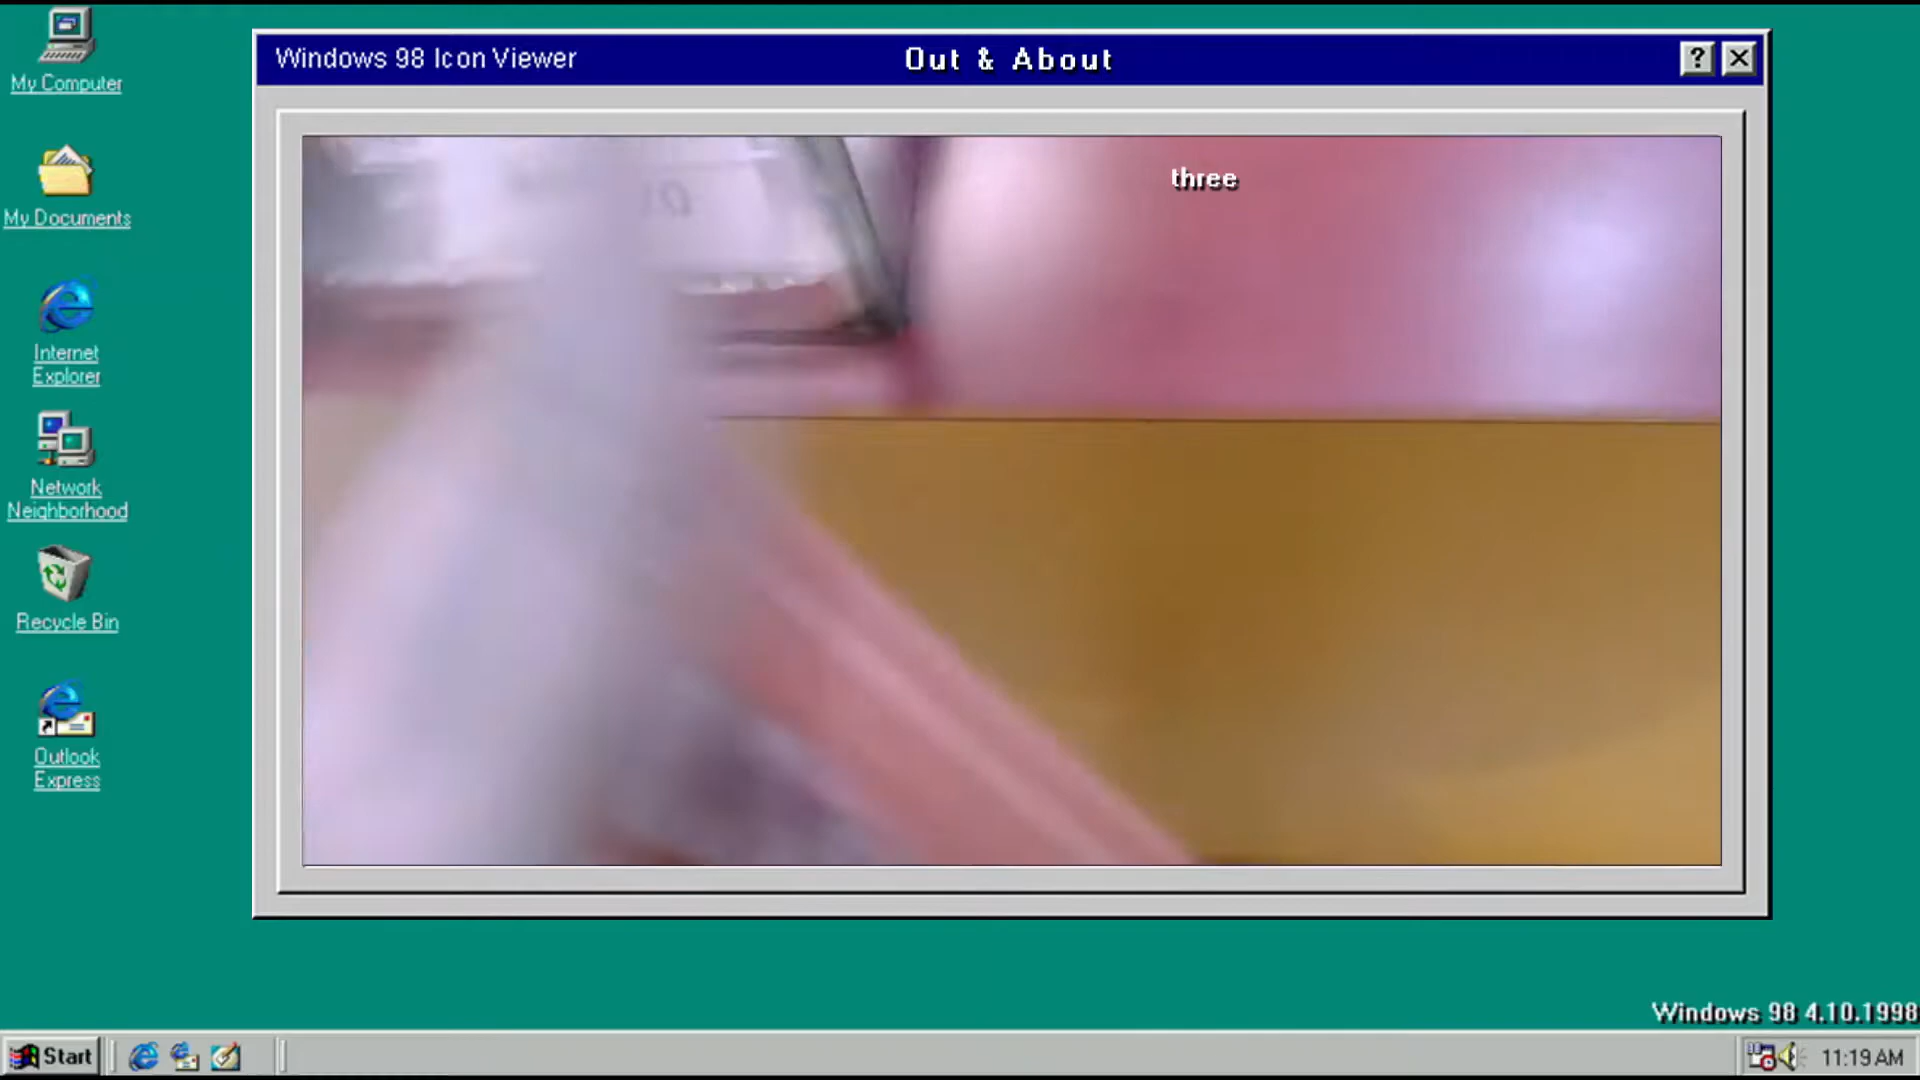 My Computer
My Documents
Internet
Explorer
Network
Neighborhood
Recycle Bin
Outlook
Express
Windows 98 Icon Viewer
Out & About
three
Windows 98 4.10.1998
Start
11:19 AM